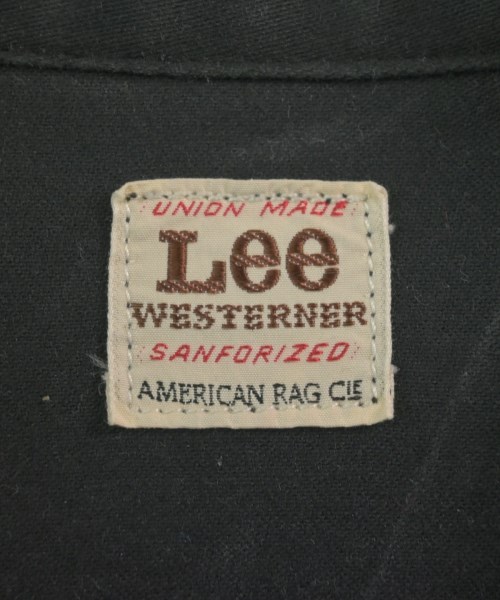 UNION MADE
Lee
WESTERNER
SANFORIZED
AMERICAN RAG CIE